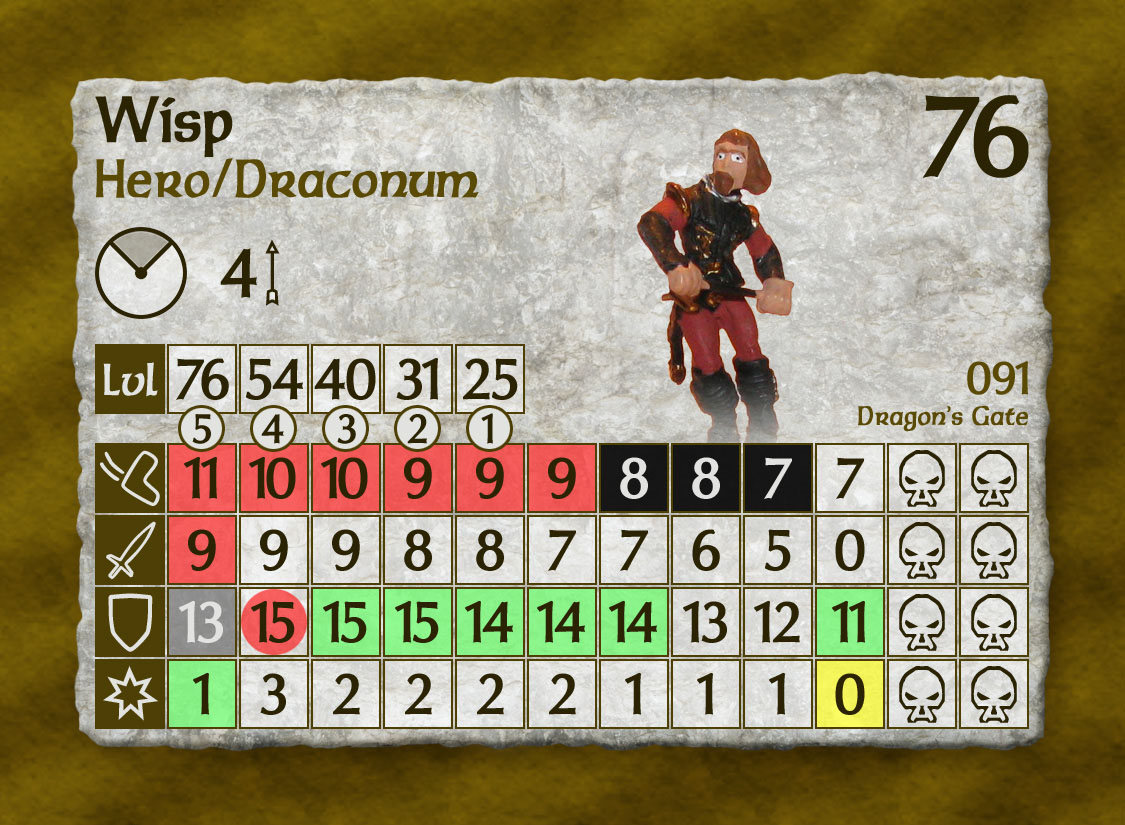 Wisp
76
Hero/Draconum
4
Lvl 76 54 40 31 25
5 4 3 2 1
091
Dragon's Gate
11 10 10 9 9 9 8 8 7 7
9 9 9 8 8 7 7 6 5 0
13 15 15 15 14 14 14 13 12 11
1 3 2 2 2 2 1 1 1 0